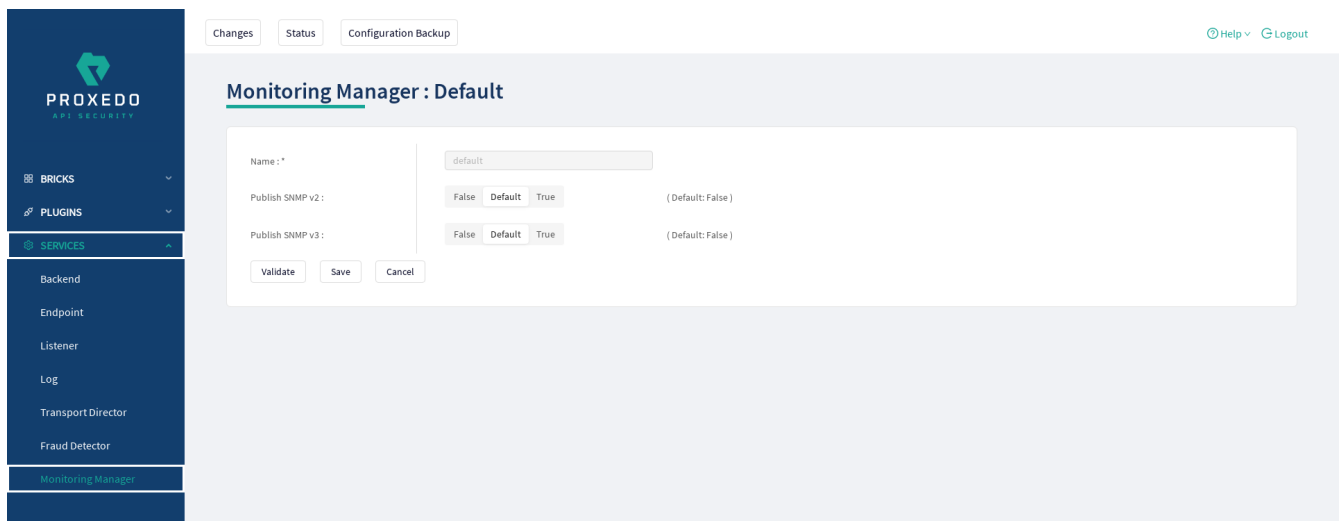 Changes Status Configuration Backup Help Logout
PROXEDO
API SECURITY
Monitoring Manager : Default
Name : * default
BRICKS
Publish SNMP v2 : False Default True ( Default: False )
PLUGINS
Publish SNMP v3 : False Default True ( Default: False )
SERVICES
Validate Save Cancel
Backend
Endpoint
Listener
Log
Transport Director
Fraud Detector
Monitoring Manager